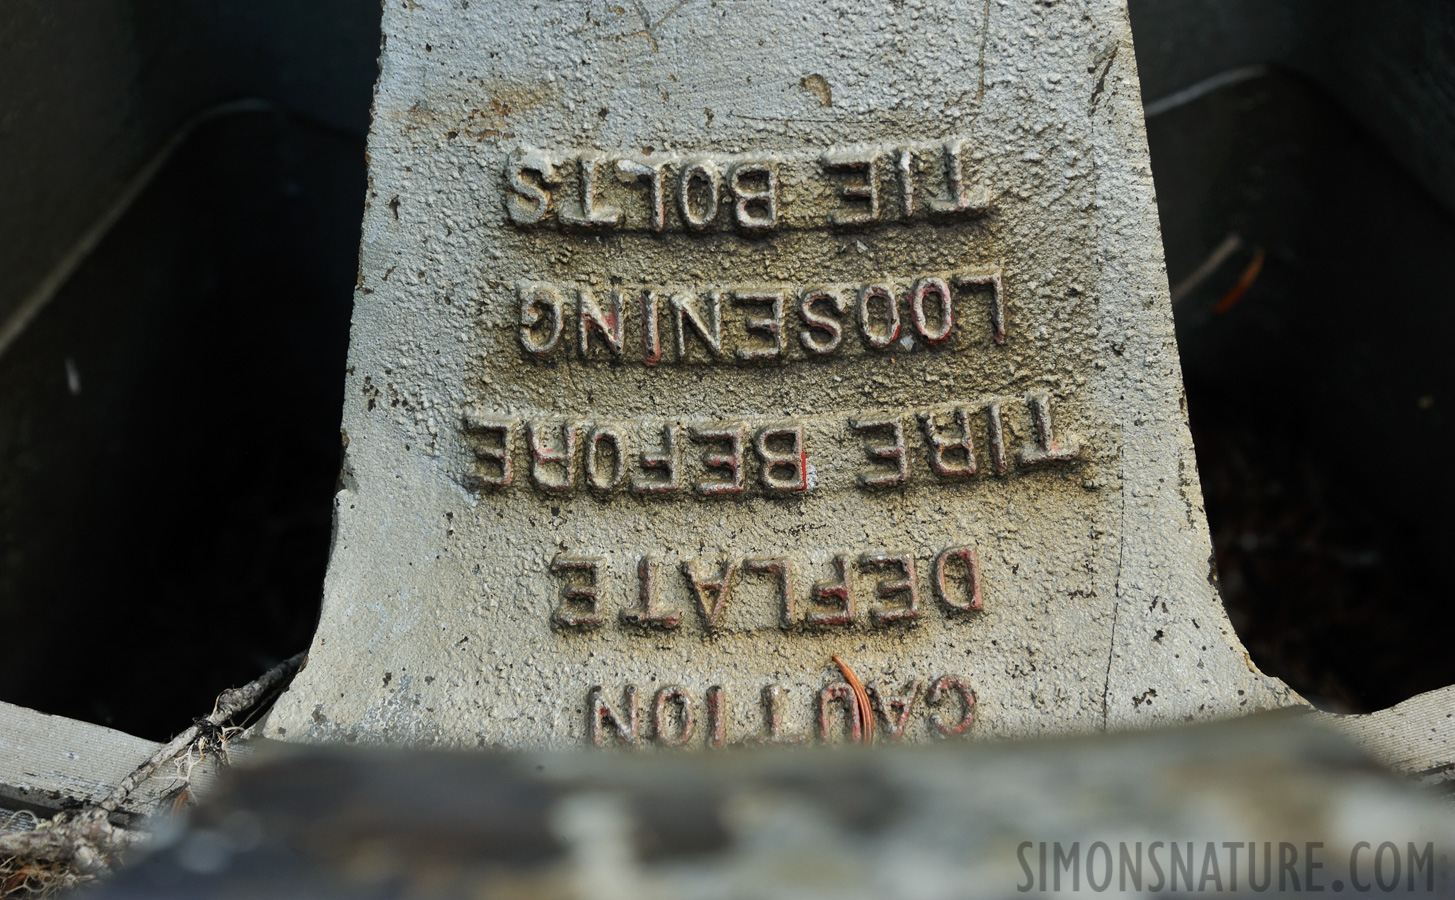 CAUTION
DEFLATE
TIRE BEFORE
LOOSENING
TIE BOLTS
SIMONSNATURE.COM